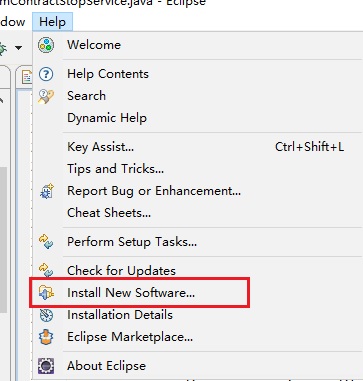 mContractStopService.java - Eclipse
ndow Help
Welcome
Help Contents
Search
Dynamic Help
Key Assist... Ctrl+Shift+L
Tips and Tricks...
Report Bug or Enhancement...
Cheat Sheets...
Perform Setup Tasks...
Check for Updates
Install New Software...
Installation Details
Eclipse Marketplace...
About Eclipse